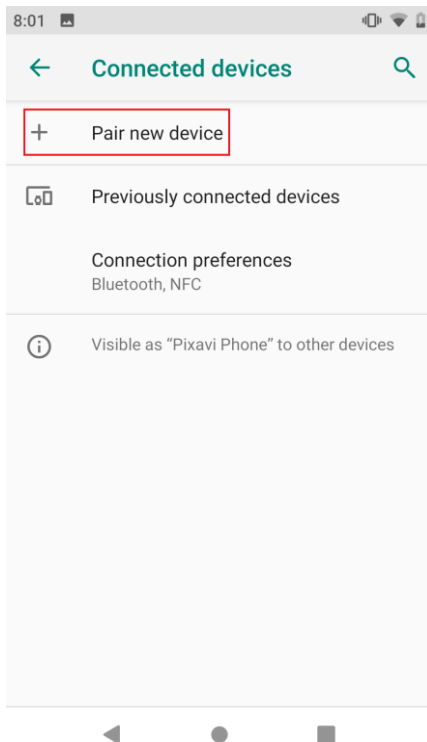 8:01
Connected devices
Pair new device
Previously connected devices
Connection preferences
Bluetooth, NFC
Visible as “Pixavi Phone” to other devices